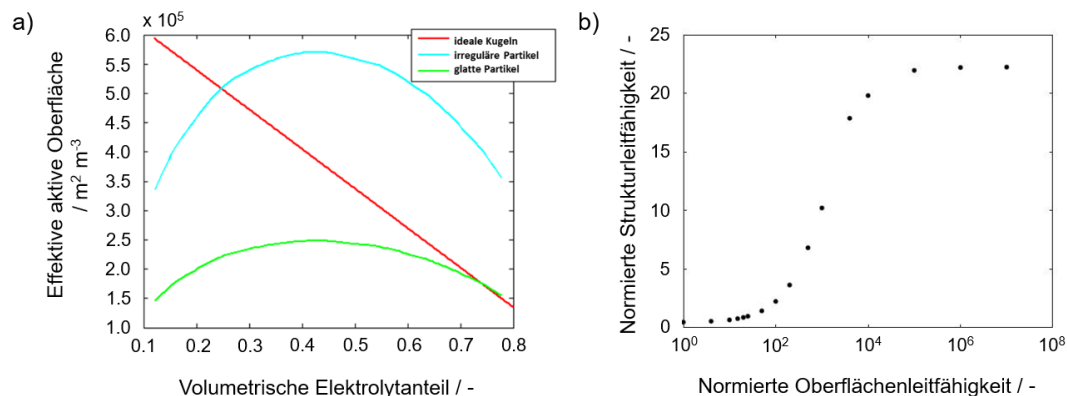 a)
x 10⁵
6.0
5.5
5.0
4.5
4.0
3.5
3.0
2.5
2.0
1.5
1.0
Effektive aktive Oberfläche
/ m² m⁻³
ideale Kugeln
irreguläre Partikel
glatte Partikel
0.1 0.2 0.3 0.4 0.5 0.6 0.7 0.8
Volumetrische Elektrolytanteil / -
b)
25
20
15
10
5
0
Normierte Strukturleitfähigkeit / -
10⁰ 10² 10⁴ 10⁶ 10⁸
Normierte Oberflächenleitfähigkeit / -